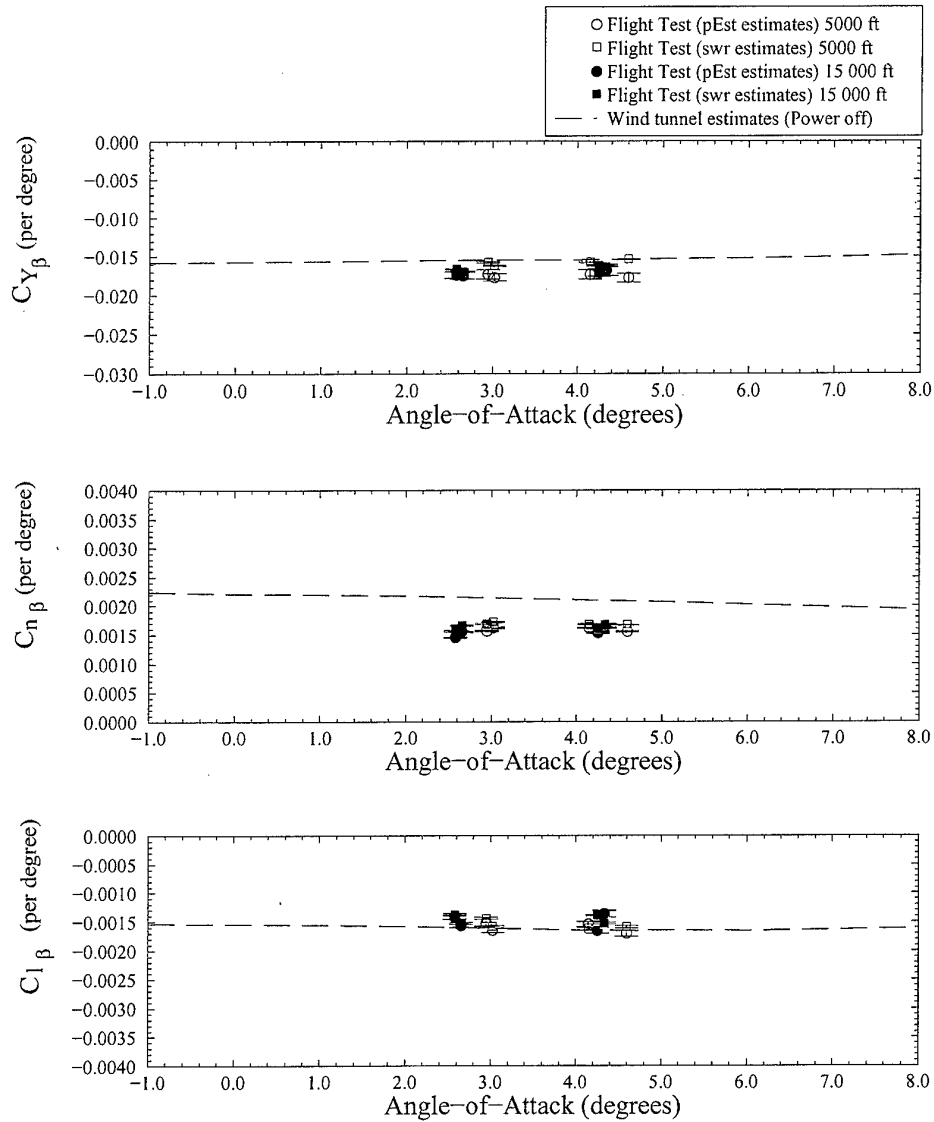 Flight Test (pEst estimates) 5000 ft
Flight Test (swr estimates) 5000 ft
Flight Test (pEst estimates) 15 000 ft
Flight Test (swr estimates) 15 000 ft
Wind tunnel estimates (Power off)
C_Yβ (per degree)
0.000
−0.005
−0.010
−0.015
−0.020
−0.025
−0.030
−1.0 0.0 1.0 2.0 3.0 4.0 5.0 6.0 7.0 8.0
Angle−of−Attack (degrees)
C_nβ (per degree)
0.0040
0.0035
0.0030
0.0025
0.0020
0.0015
0.0010
0.0005
0.0000
−1.0 0.0 1.0 2.0 3.0 4.0 5.0 6.0 7.0 8.0
Angle−of−Attack (degrees)
C_lβ (per degree)
0.0000
−0.0005
−0.0010
−0.0015
−0.0020
−0.0025
−0.0030
−0.0035
−0.0040
−1.0 0.0 1.0 2.0 3.0 4.0 5.0 6.0 7.0 8.0
Angle−of−Attack (degrees)